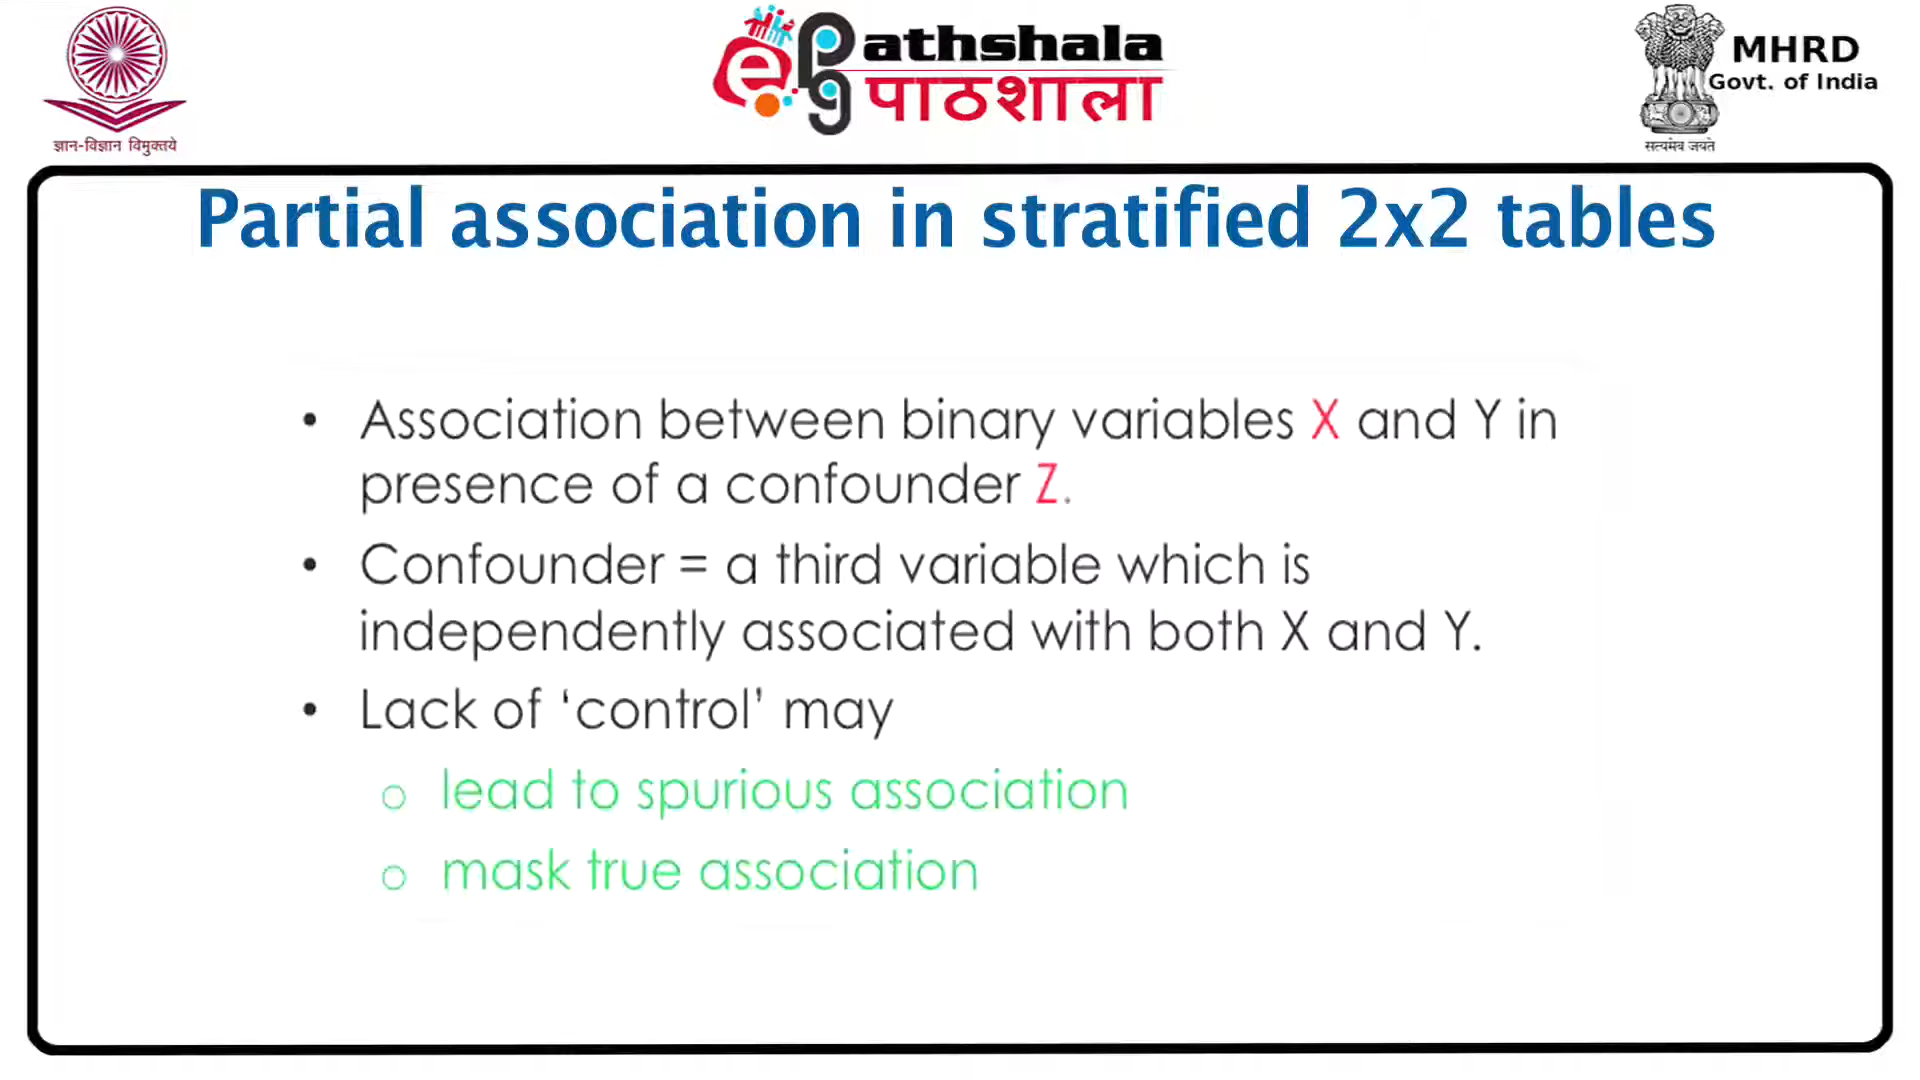 ज्ञान-विज्ञान विमुक्तये
epgathshala
पाठशाला
MHRD
Govt. of India
सत्यमेव जयते
Partial association in stratified 2x2 tables
• Association between binary variables X and Y in
presence of a confounder Z.
• Confounder = a third variable which is
independently associated with both X and Y.
• Lack of ‘control’ may
o lead to spurious association
o mask true association